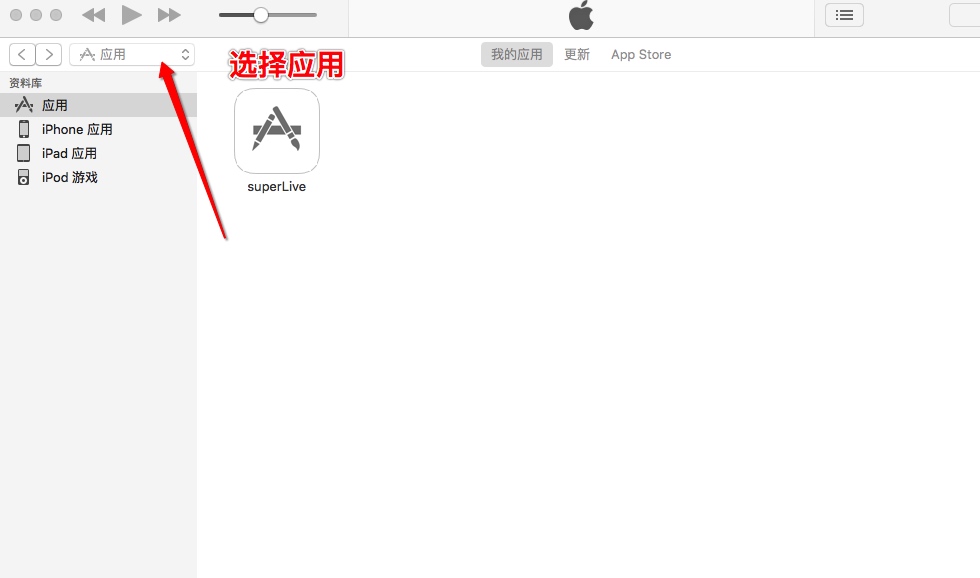 应用
选择应用
我的应用 更新 App Store
资料库
应用
iPhone 应用
iPad 应用
iPod 游戏
superLive